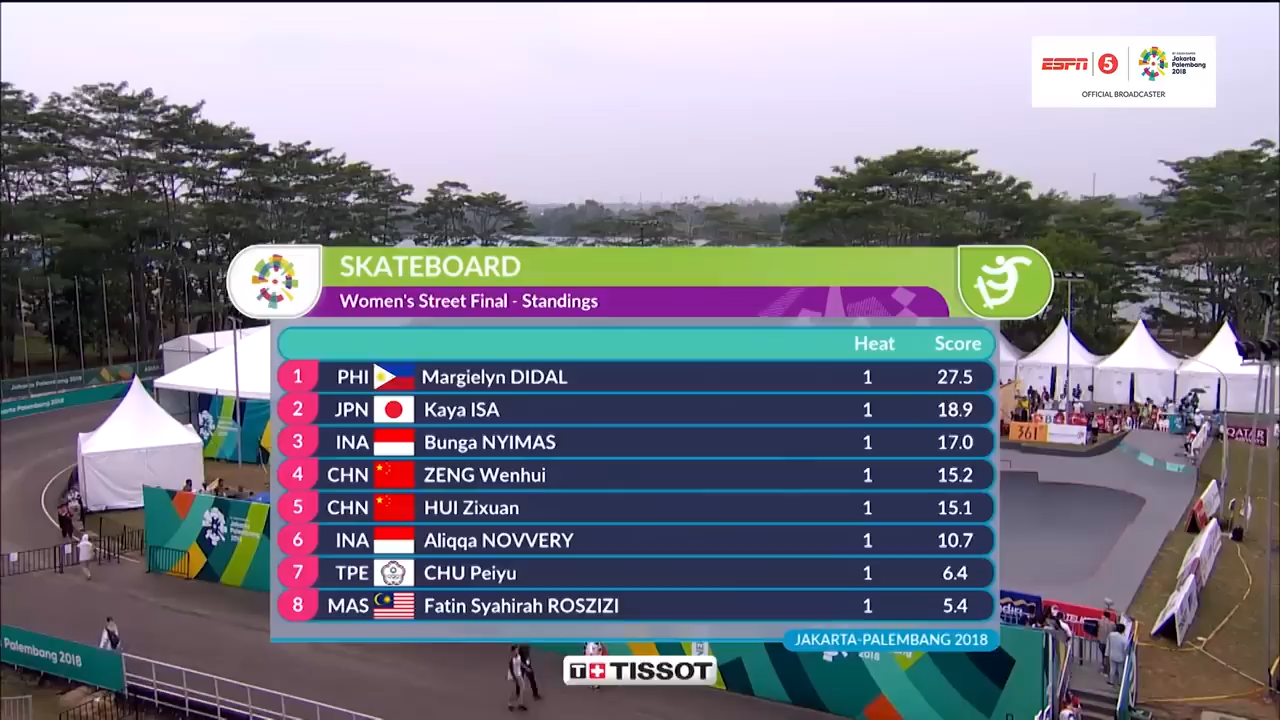 ESPN 5
Jakarta
Palembang
2018
OFFICIAL BROADCASTER
SKATEBOARD
Women's Street Final - Standings
Heat Score
1 PHI Margielyn DIDAL 1 27.5
2 JPN Kaya ISA 1 18.9
3 INA Bunga NYIMAS 1 17.0
4 CHN ZENG Wenhui 1 15.2
5 CHN HUI Zixuan 1 15.1
6 INA Aliqqa NOVVERY 1 10.7
7 TPE CHU Peiyu 1 6.4
8 MAS Fatin Syahirah ROSZIZI 1 5.4
JAKARTA-PALEMBANG 2018
T+ TISSOT
Jakarta Palembang 2018
361°
QATAR
Palembang 2018